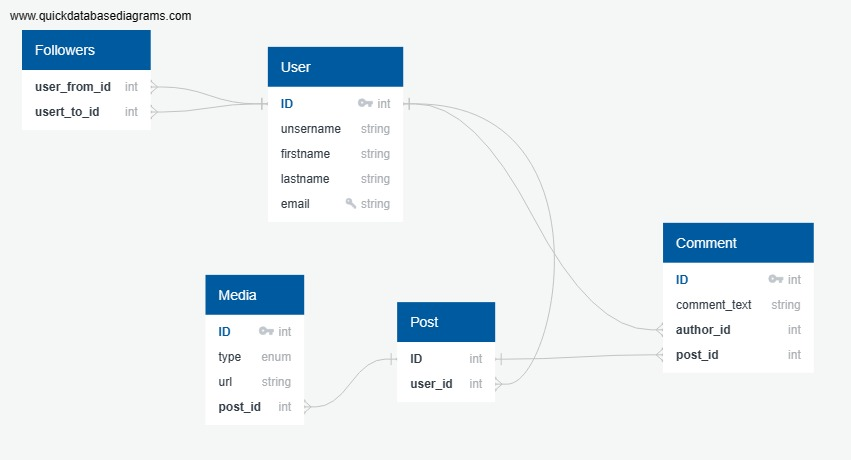 www.quickdatabasediagrams.com
Followers
user_from_id int
usert_to_id int
User
ID int
unsername string
firstname string
lastname string
email string
Comment
ID int
comment_text string
author_id int
post_id int
Media
ID int
type enum
url string
post_id int
Post
ID int
user_id int